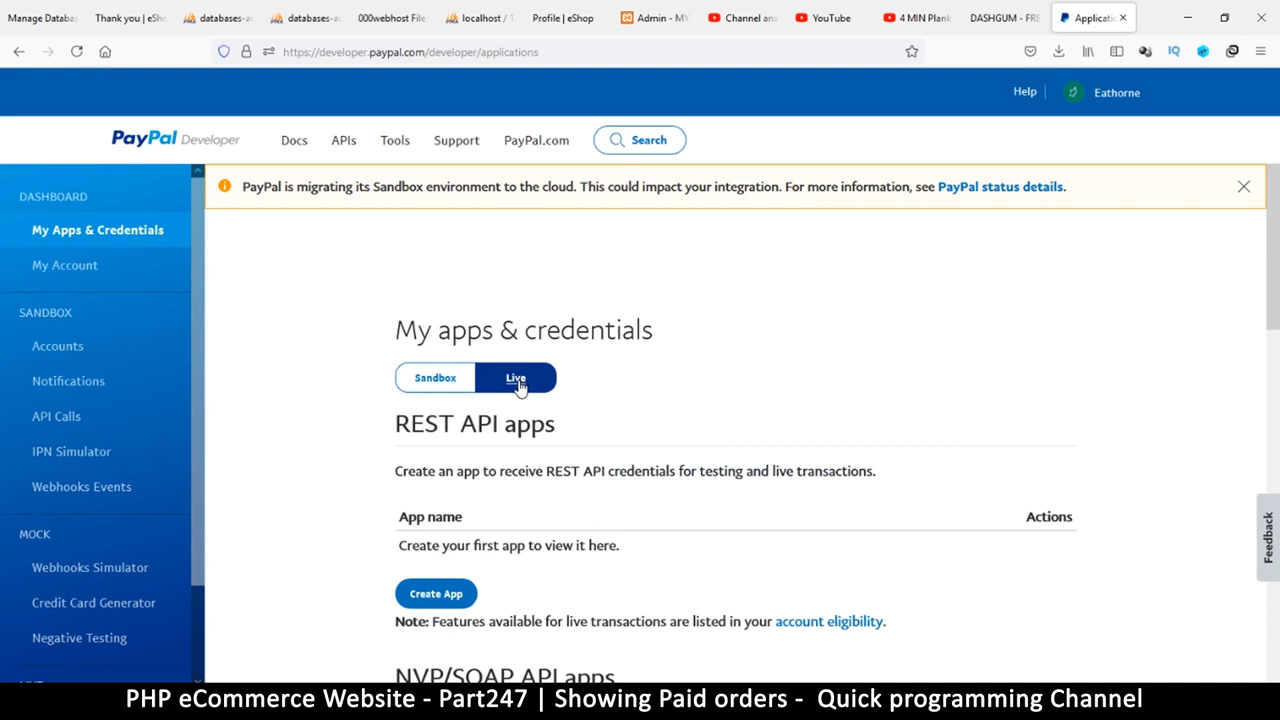 Manage Databas
Thank you | eSho
databases-as
databases-as
000webhost File
localhost / 1
Profile | eShop
Admin - MY
Channel and
YouTube
4 MIN Plank
DASHGUM - FRE
Applicatic
https://developer.paypal.com/developer/applications
IQ
Help
Eathorne
PayPal Developer
Docs
APIs
Tools
Support
PayPal.com
Search
DASHBOARD
My Apps & Credentials
My Account
SANDBOX
Accounts
Notifications
API Calls
IPN Simulator
Webhooks Events
MOCK
Webhooks Simulator
Credit Card Generator
Negative Testing
PayPal is migrating its Sandbox environment to the cloud. This could impact your integration. For more information, see PayPal status details.
My apps & credentials
Sandbox
Live
REST API apps
Create an app to receive REST API credentials for testing and live transactions.
App name
Actions
Create your first app to view it here.
Create App
Note: Features available for live transactions are listed in your account eligibility.
NVP/SOAP API apps
Feedback
PHP eCommerce Website - Part247 | Showing Paid orders - Quick programming Channel